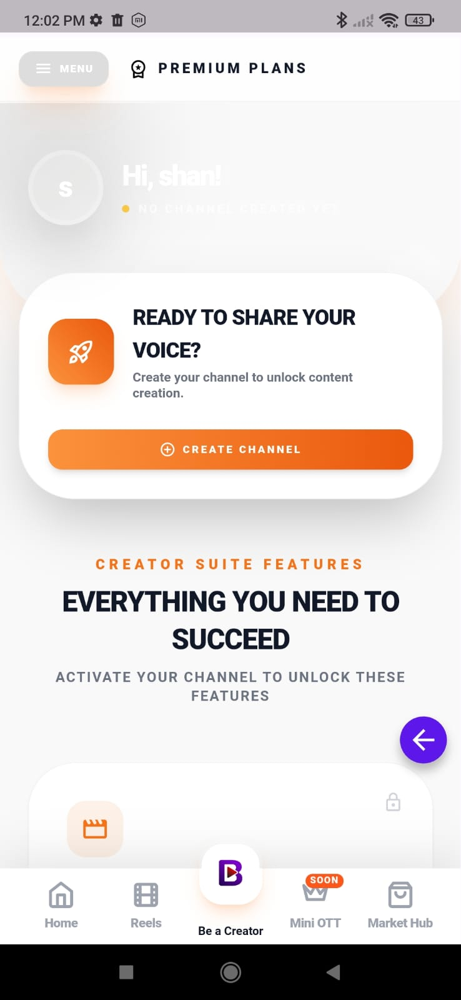 12:02 PM
43
MENU
PREMIUM PLANS
S
Hi, shan!
NO CHANNEL CREATED YET
READY TO SHARE YOUR
VOICE?
Create your channel to unlock content
creation.
CREATE CHANNEL
CREATOR SUITE FEATURES
EVERYTHING YOU NEED TO
SUCCEED
ACTIVATE YOUR CHANNEL TO UNLOCK THESE
FEATURES
SOON
Home
Reels
Be a Creator
Mini OTT
Market Hub